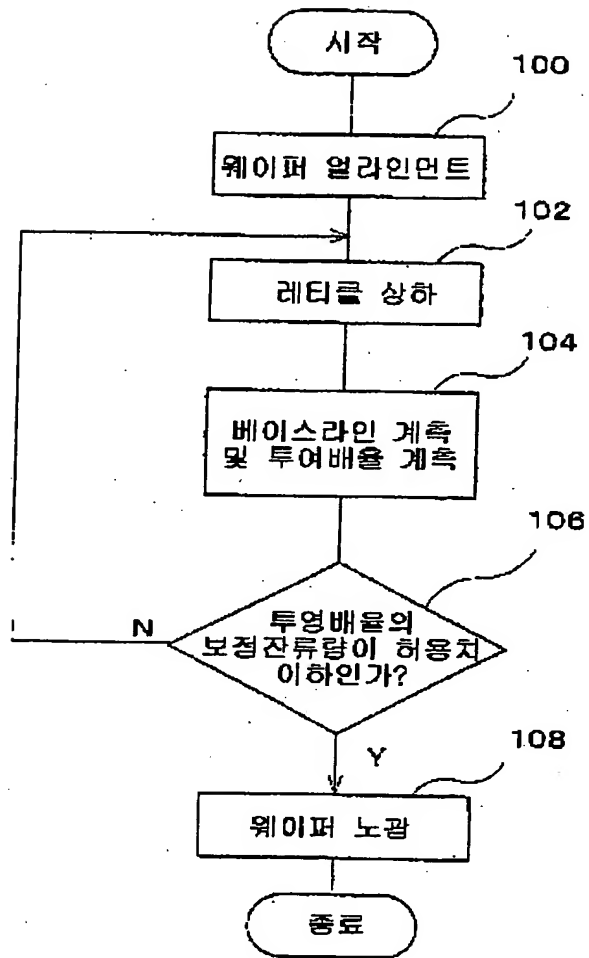 시작
100
웨이퍼 얼라인먼트
102
레티클 상하
104
베이스라인 계측
및 투여배율 계측
106
투영배율의
보정잔류량이 허용치
이하인가?
N
Y
108
웨이퍼 노광
종료